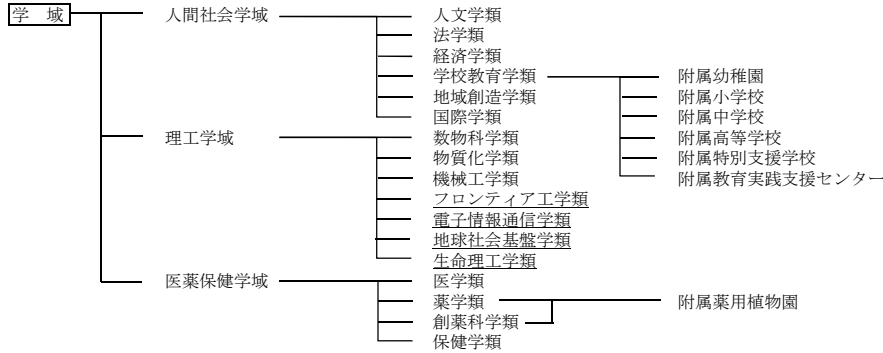 学 域 人間社会学域 人文学類
法学類
経済学類
学校教育学類 附属幼稚園
地域創造学類 附属小学校
国際学類 附属中学校
理工学域 数物科学類 附属高等学校
物質化学類 附属特別支援学校
機械工学類 附属教育実践支援センター
フロンティア工学類
電子情報通信学類
地球社会基盤学類
生命理工学類
医薬保健学域 医学類
薬学類 附属薬用植物園
創薬科学類
保健学類